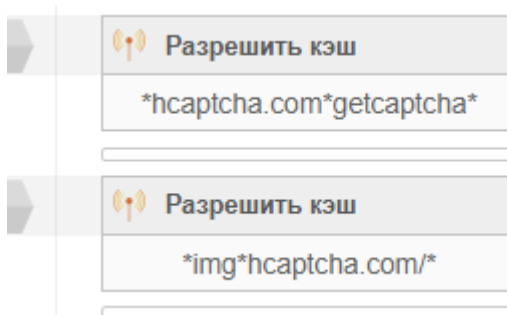 Разрешить кэш
*hcaptcha.com*getcaptcha*
Разрешить кэш
*img*hcaptcha.com/*